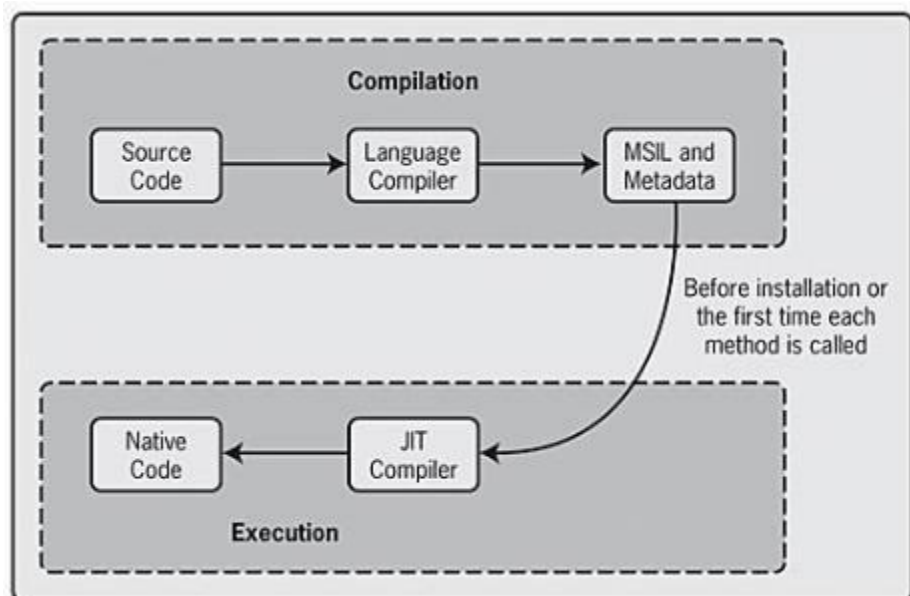 Compilation
Source
Code
Language
Compiler
MSIL and
Metadata
Before installation or
the first time each
method is called
Native
Code
JIT
Compiler
Execution